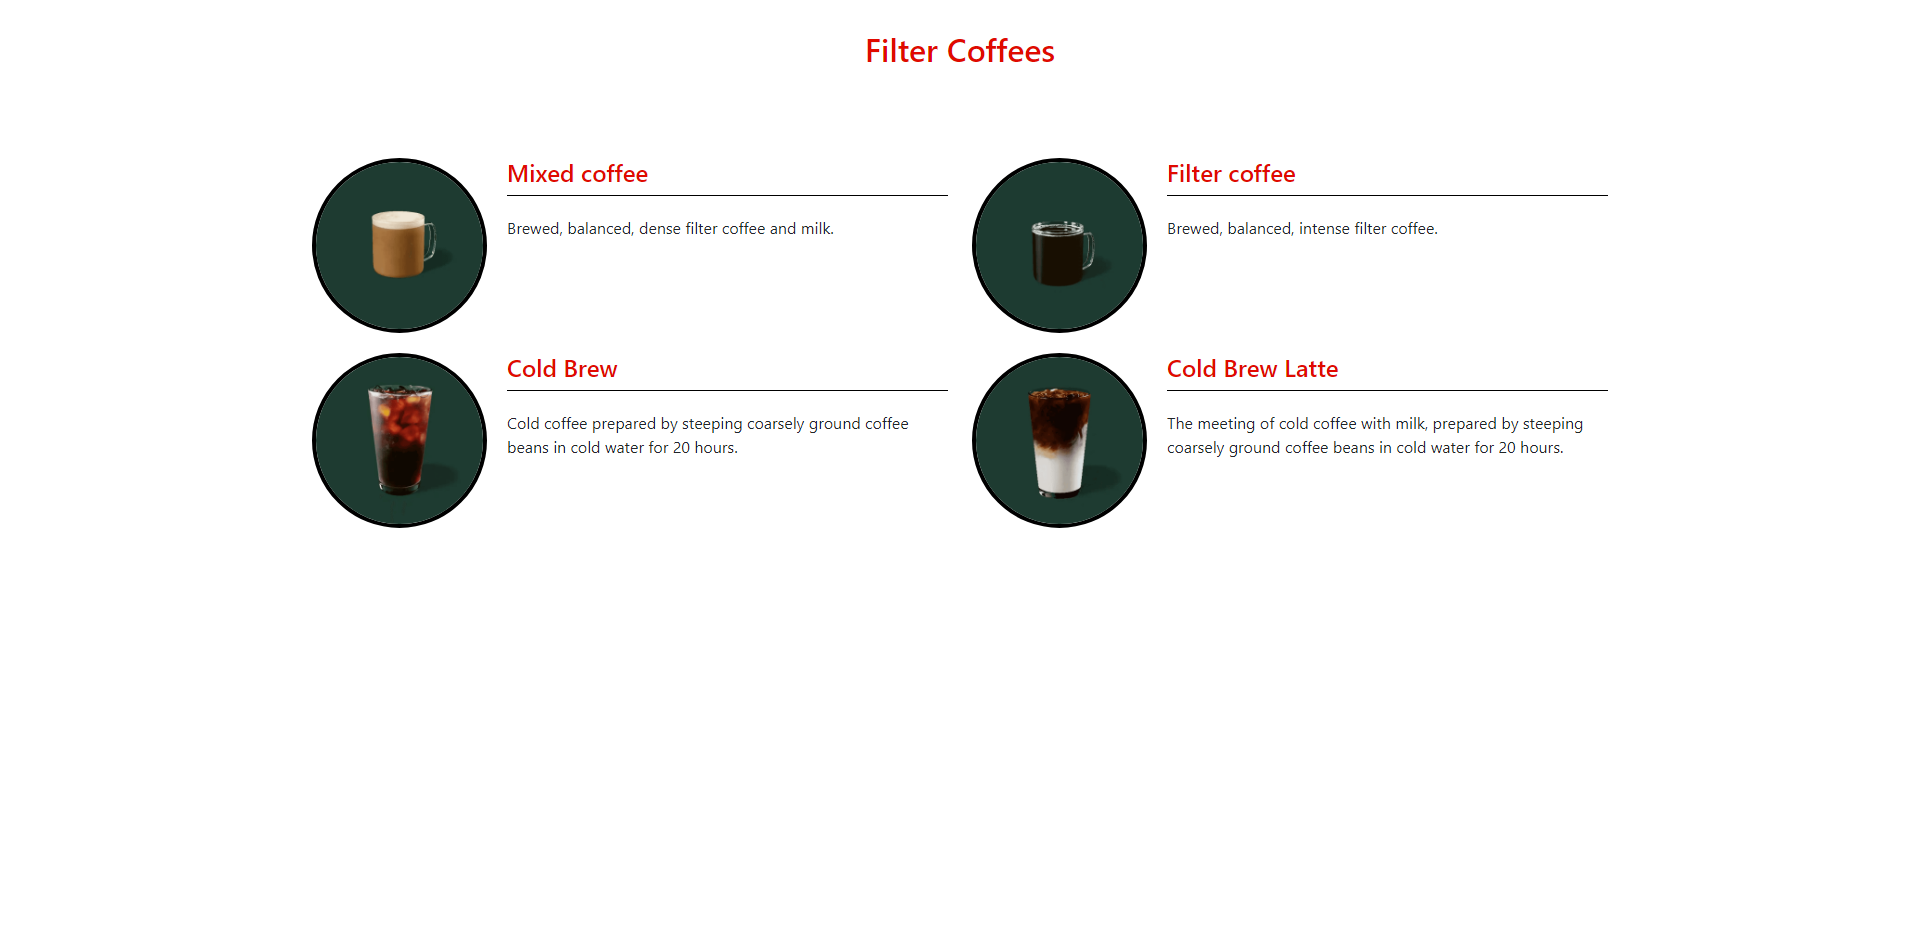 Filter Coffees
Mixed coffee
Brewed, balanced, dense filter coffee and milk.
Filter coffee
Brewed, balanced, intense filter coffee.
Cold Brew
Cold coffee prepared by steeping coarsely ground coffee
beans in cold water for 20 hours.
Cold Brew Latte
The meeting of cold coffee with milk, prepared by steeping
coarsely ground coffee beans in cold water for 20 hours.